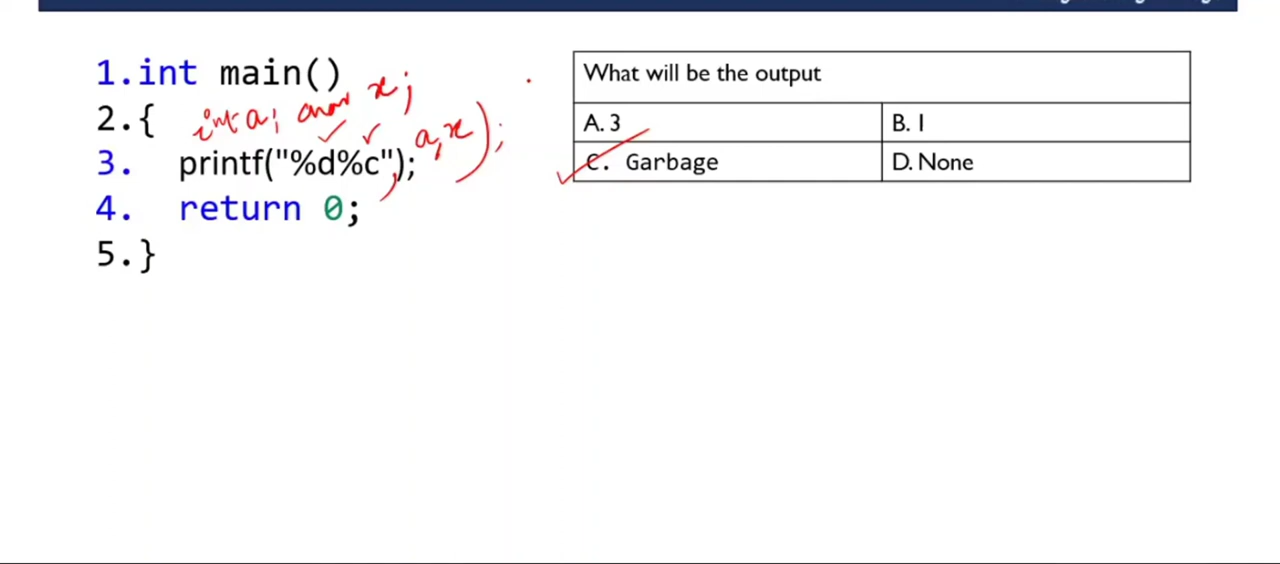 1.int main()
2.{ int a; char x;
3. printf("%d%c"); , a,x);
4. return 0;
5.}
What will be the output
A. 3
B. 1
C. Garbage
D. None